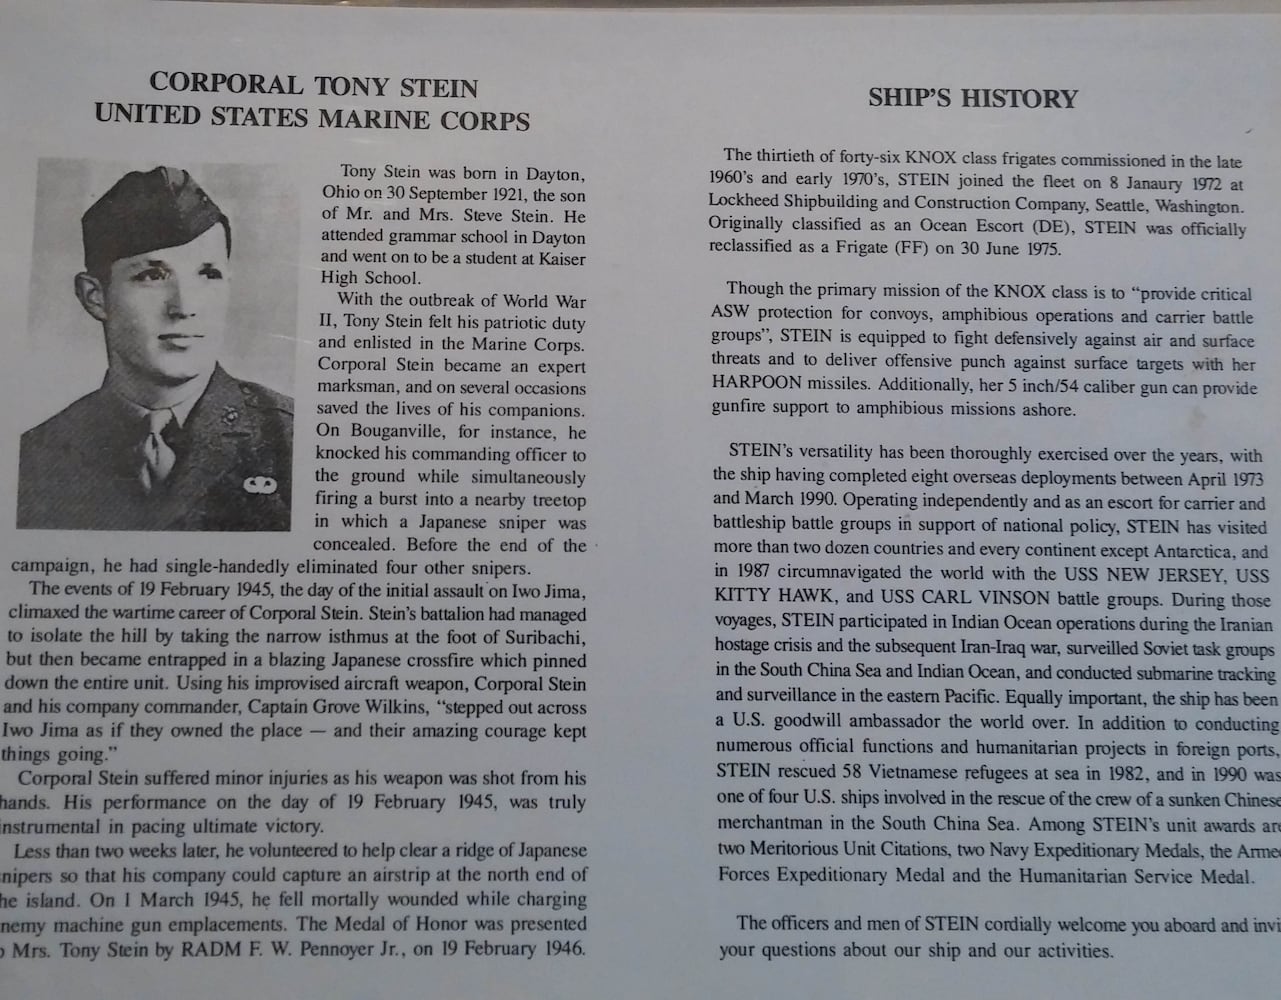 CORPORAL TONY STEIN
UNITED STATES MARINE CORPS
Tony Stein was born in Dayton,
Ohio on 30 September 1921, the son
of Mr. and Mrs. Steve Stein. He
attended grammar school in Dayton
and went on to be a student at Kaiser
High School.
With the outbreak of World War
II, Tony Stein felt his patriotic duty
and enlisted in the Marine Corps.
Corporal Stein became an expert
marksman, and on several occasions
saved the lives of his companions.
On Bouganville, for instance, he
knocked his commanding officer to
the ground while simultaneously
firing a burst into a nearby treetop
in which a Japanese sniper was
concealed. Before the end of the
campaign, he had single-handedly eliminated four other snipers.
The events of 19 February 1945, the day of the initial assault on Iwo Jima,
climaxed the wartime career of Corporal Stein. Stein's battalion had managed
to isolate the hill by taking the narrow isthmus at the foot of Suribachi,
but then became entrapped in a blazing Japanese crossfire which pinned
down the entire unit. Using his improvised aircraft weapon, Corporal Stein
and his company commander, Captain Grove Wilkins, “stepped out across
Iwo Jima as if they owned the place — and their amazing courage kept
things going.”
Corporal Stein suffered minor injuries as his weapon was shot from his
hands. His performance on the day of 19 February 1945, was truly
instrumental in pacing ultimate victory.
Less than two weeks later, he volunteered to help clear a ridge of Japanese
nipers so that his company could capture an airstrip at the north end of
he island. On 1 March 1945, he fell mortally wounded while charging
nemy machine gun emplacements. The Medal of Honor was presented
o Mrs. Tony Stein by RADM F. W. Pennoyer Jr., on 19 February 1946.
SHIP'S HISTORY
The thirtieth of forty-six KNOX class frigates commissioned in the late
1960's and early 1970's, STEIN joined the fleet on 8 Janaury 1972 at
Lockheed Shipbuilding and Construction Company, Seattle, Washington.
Originally classified as an Ocean Escort (DE), STEIN was officially
reclassified as a Frigate (FF) on 30 June 1975.
Though the primary mission of the KNOX class is to “provide critical
ASW protection for convoys, amphibious operations and carrier battle
groups”, STEIN is equipped to fight defensively against air and surface
threats and to deliver offensive punch against surface targets with her
HARPOON missiles. Additionally, her 5 inch/54 caliber gun can provide
gunfire support to amphibious missions ashore.
STEIN's versatility has been thoroughly exercised over the years, with
the ship having completed eight overseas deployments between April 1973
and March 1990. Operating independently and as an escort for carrier and
battleship battle groups in support of national policy, STEIN has visited
more than two dozen countries and every continent except Antarctica, and
in 1987 circumnavigated the world with the USS NEW JERSEY, USS
KITTY HAWK, and USS CARL VINSON battle groups. During those
voyages, STEIN participated in Indian Ocean operations during the Iranian
hostage crisis and the subsequent Iran-Iraq war, surveilled Soviet task groups
in the South China Sea and Indian Ocean, and conducted submarine tracking
and surveillance in the eastern Pacific. Equally important, the ship has been
a U.S. goodwill ambassador the world over. In addition to conducting
numerous official functions and humanitarian projects in foreign ports,
STEIN rescued 58 Vietnamese refugees at sea in 1982, and in 1990 was
one of four U.S. ships involved in the rescue of the crew of a sunken Chinese
merchantman in the South China Sea. Among STEIN's unit awards are
two Meritorious Unit Citations, two Navy Expeditionary Medals, the Armed
Forces Expeditionary Medal and the Humanitarian Service Medal.
The officers and men of STEIN cordially welcome you aboard and invi
your questions about our ship and our activities.